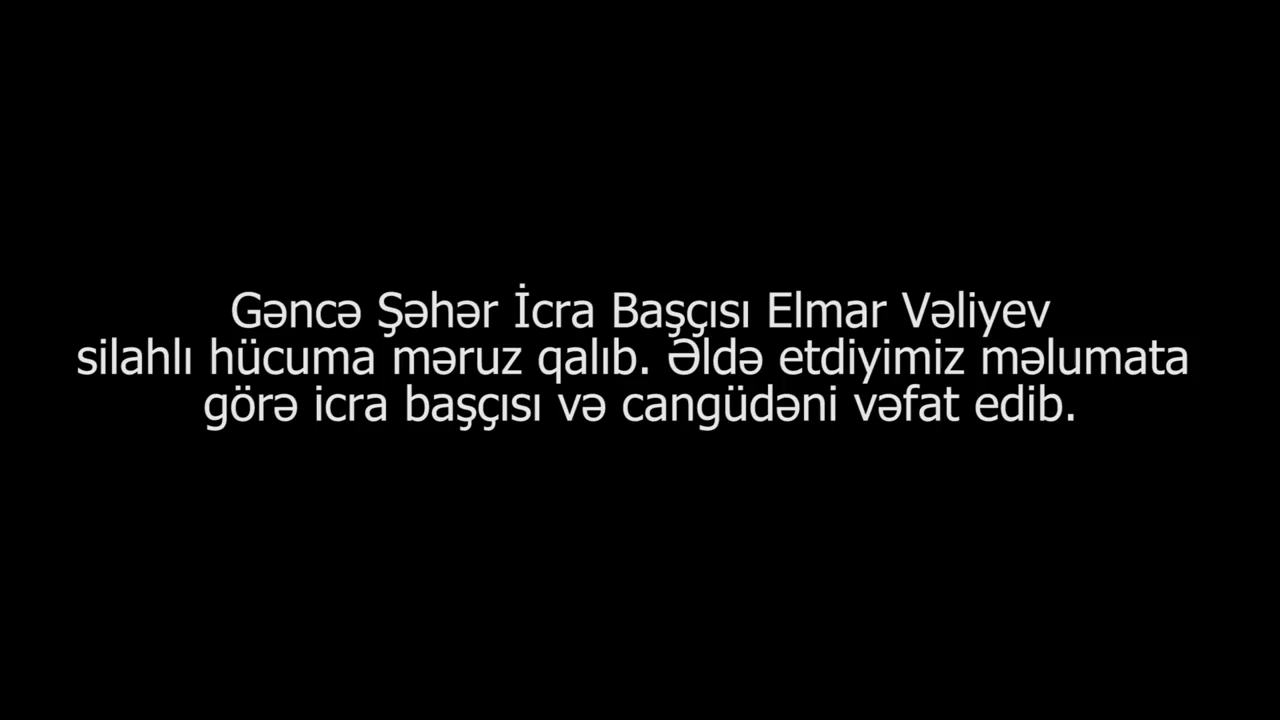 Gəncə Şəhər İcra Başçısı Elmar Vəliyev
silahlı hücuma məruz qalıb. Əldə etdiyimiz məlumata
görə icra başçısı və cangüdəni vəfat edib.